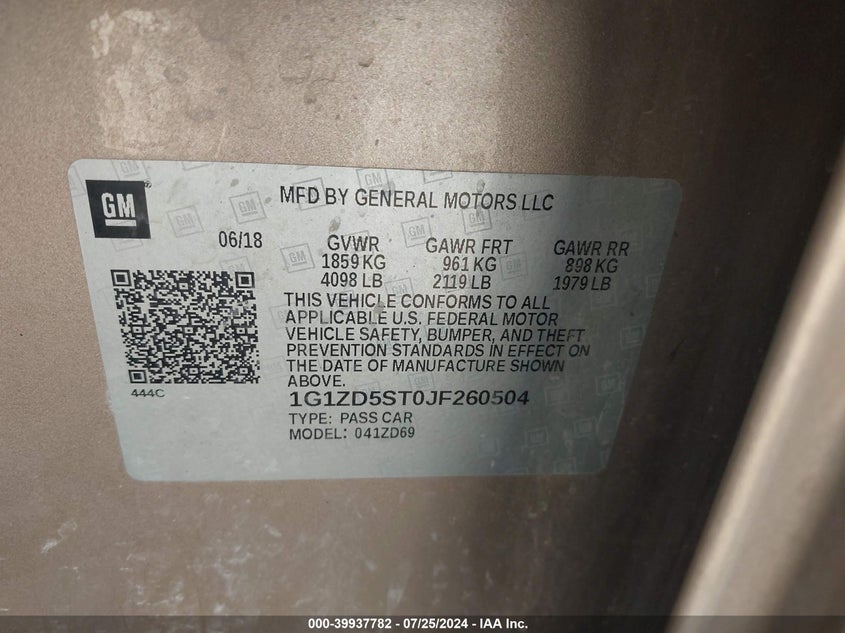 GM
MFD BY GENERAL MOTORS LLC
06/18
GVWR GAWR FRT GAWR RR
1859 KG 961 KG 898 KG
4098 LB 2119 LB 1979 LB
THIS VEHICLE CONFORMS TO ALL
APPLICABLE U.S. FEDERAL MOTOR
VEHICLE SAFETY, BUMPER, AND THEFT
PREVENTION STANDARDS IN EFFECT ON
THE DATE OF MANUFACTURE SHOWN
ABOVE.
444C
1G1ZD5ST0JF260504
TYPE: PASS CAR
MODEL: 041ZD69
000-39937782 - 07/25/2024 - IAA Inc.